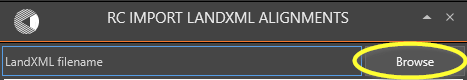 RC IMPORT LANDXML ALIGNMENTS
LandXML filename Browse